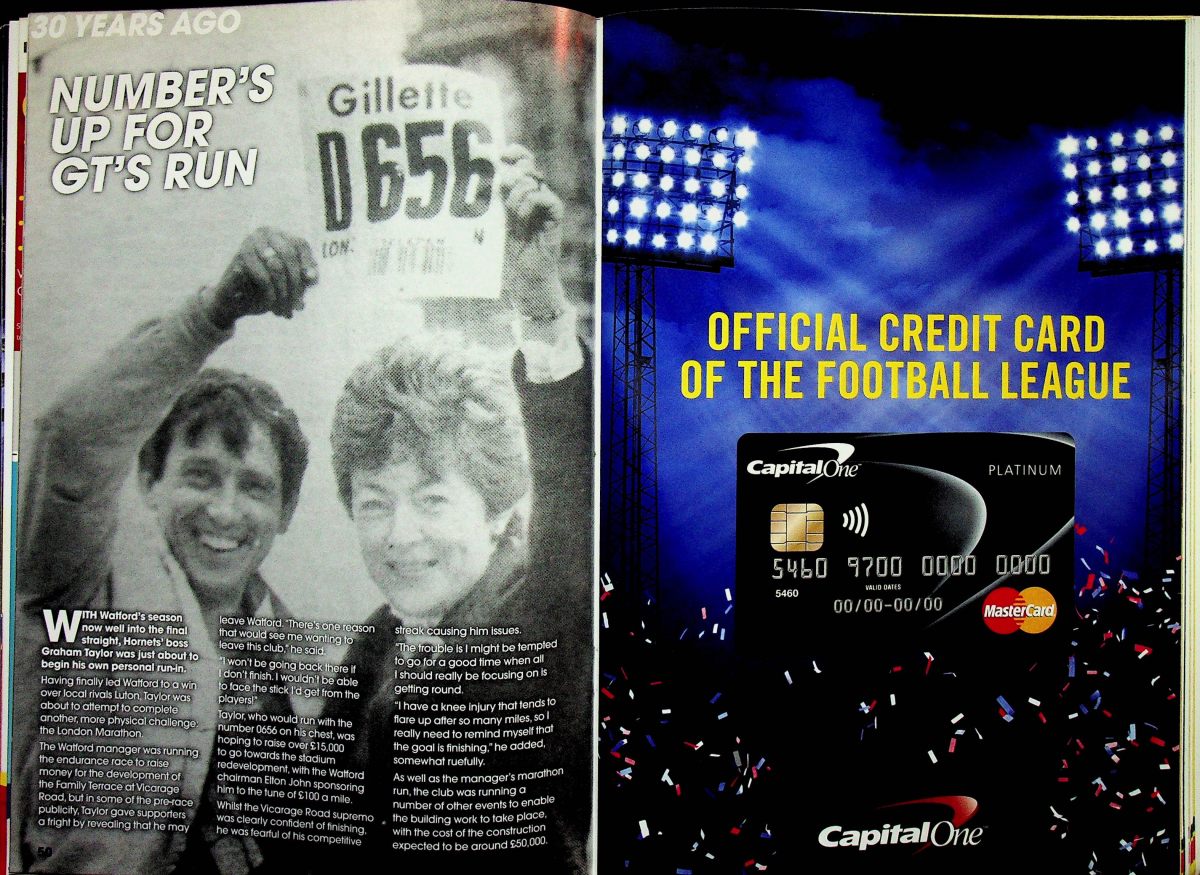 30 YEARS AGO
NUMBER'S
UP FOR
GT'S RUN
Gillette
D656
LON.
WITH Watford's season
now well into the final
straight, Hornets' boss
Graham Taylor was just about to
begin his own personal run-in.
Having finally led Watford to a win
over local rivals Luton, Taylor was
about to attempt to complete
another, more physical challenge:
the London Marathon.
The Watford manager was running
the endurance race to raise
money for the development of
the Family Terrace at Vicarage
Road, but in some of the pre-race
publicity, Taylor gave supporters
a fright by revealing that he may
leave Watford. "There's one reason
that would see me wanting to
leave this club," he said.
"I won't be going back there if
I don't finish. I wouldn't be able
to face the stick I'd get from the
players!"
Taylor, who would run with the
number 0656 on his chest, was
hoping to raise over £15,000
to go towards the stadium
redevelopment, with the Watford
chairman Elton John sponsoring
him to the tune of £100 a mile.
Whilst the Vicarage Road supremo
was clearly confident of finishing,
he was fearful of his competitive
streak causing him issues.
"The trouble is I might be tempted
to go for a good time when all
I should really be focusing on is
getting round.
"I have a knee injury that tends to
flare up after so many miles, so I
really need to remind myself that
the goal is finishing," he added,
somewhat ruefully.
As well as the manager's marathon
run, the club was running a
number of other events to enable
the building work to take place,
with the cost of the construction
expected to be around £50,000.
50
OFFICIAL CREDIT CARD
OF THE FOOTBALL LEAGUE
Capital One
PLATINUM
5460 9700 0000 0000
5460
VALID DATES
00/00-00/00
MasterCard
Capital One